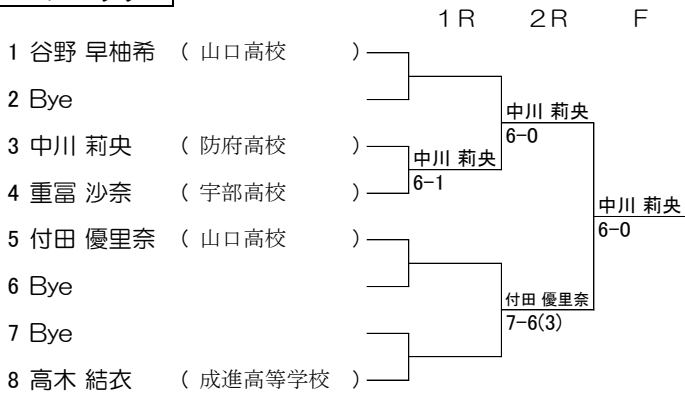 1R 2R F
1 谷野 早柚希 ( 山口高校 )
2 Bye
中川 莉央
6-0
3 中川 莉央 ( 防府高校 )
中川 莉央
6-1
4 重冨 沙奈 ( 宇部高校 )
中川 莉央
6-0
5 付田 優里奈 ( 山口高校 )
6 Bye
付田 優里奈
7-6(3)
7 Bye
8 高木 結衣 ( 成進高等学校 )